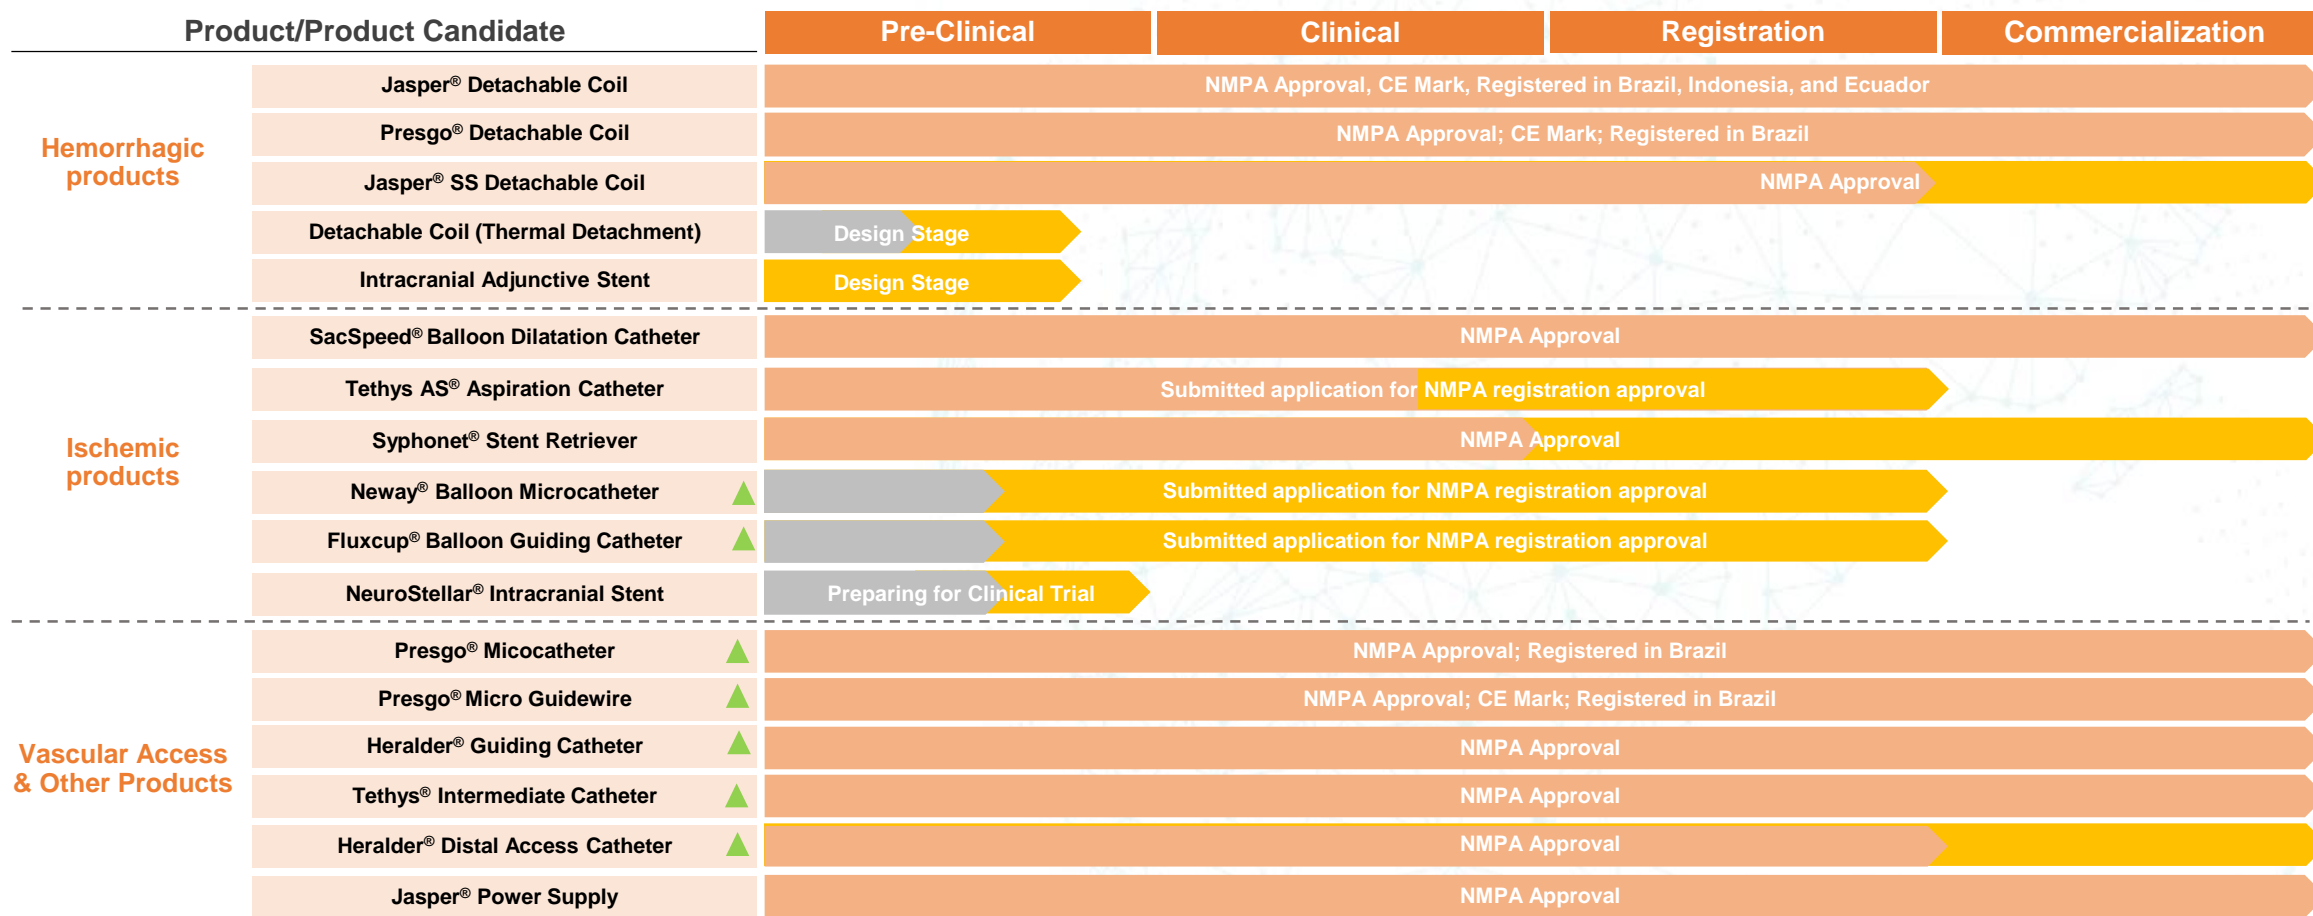 Product/Product Candidate Pre-Clinical Clinical Registration Commercialization
Hemorrhagic
products
Jasper® Detachable Coil NMPA Approval, CE Mark, Registered in Brazil, Indonesia, and Ecuador
Presgo® Detachable Coil NMPA Approval; CE Mark; Registered in Brazil
Jasper® SS Detachable Coil NMPA Approval
Detachable Coil (Thermal Detachment) Design Stage
Intracranial Adjunctive Stent Design Stage
Ischemic
products
SacSpeed® Balloon Dilatation Catheter NMPA Approval
Tethys AS® Aspiration Catheter Submitted application for NMPA registration approval
Syphonet® Stent Retriever NMPA Approval
Neway® Balloon Microcatheter Submitted application for NMPA registration approval
Fluxcup® Balloon Guiding Catheter Submitted application for NMPA registration approval
NeuroStellar® Intracranial Stent Preparing for Clinical Trial
Vascular Access
& Other Products
Presgo® Micocatheter NMPA Approval; Registered in Brazil
Presgo® Micro Guidewire NMPA Approval; CE Mark; Registered in Brazil
Heralder® Guiding Catheter NMPA Approval
Tethys® Intermediate Catheter NMPA Approval
Heralder® Distal Access Catheter NMPA Approval
Jasper® Power Supply NMPA Approval